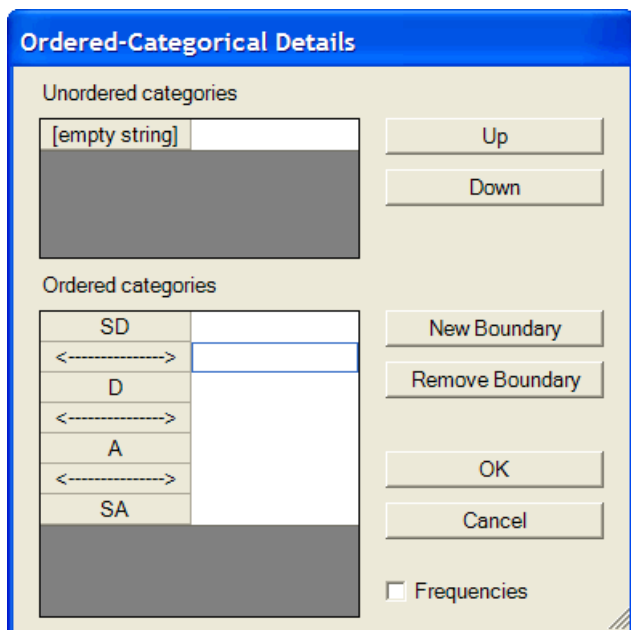 Ordered-Categorical Details
Unordered categories
[empty string]
Up
Down
Ordered categories
SD
<--------------->
D
<--------------->
A
<--------------->
SA
New Boundary
Remove Boundary
OK
Cancel
Frequencies